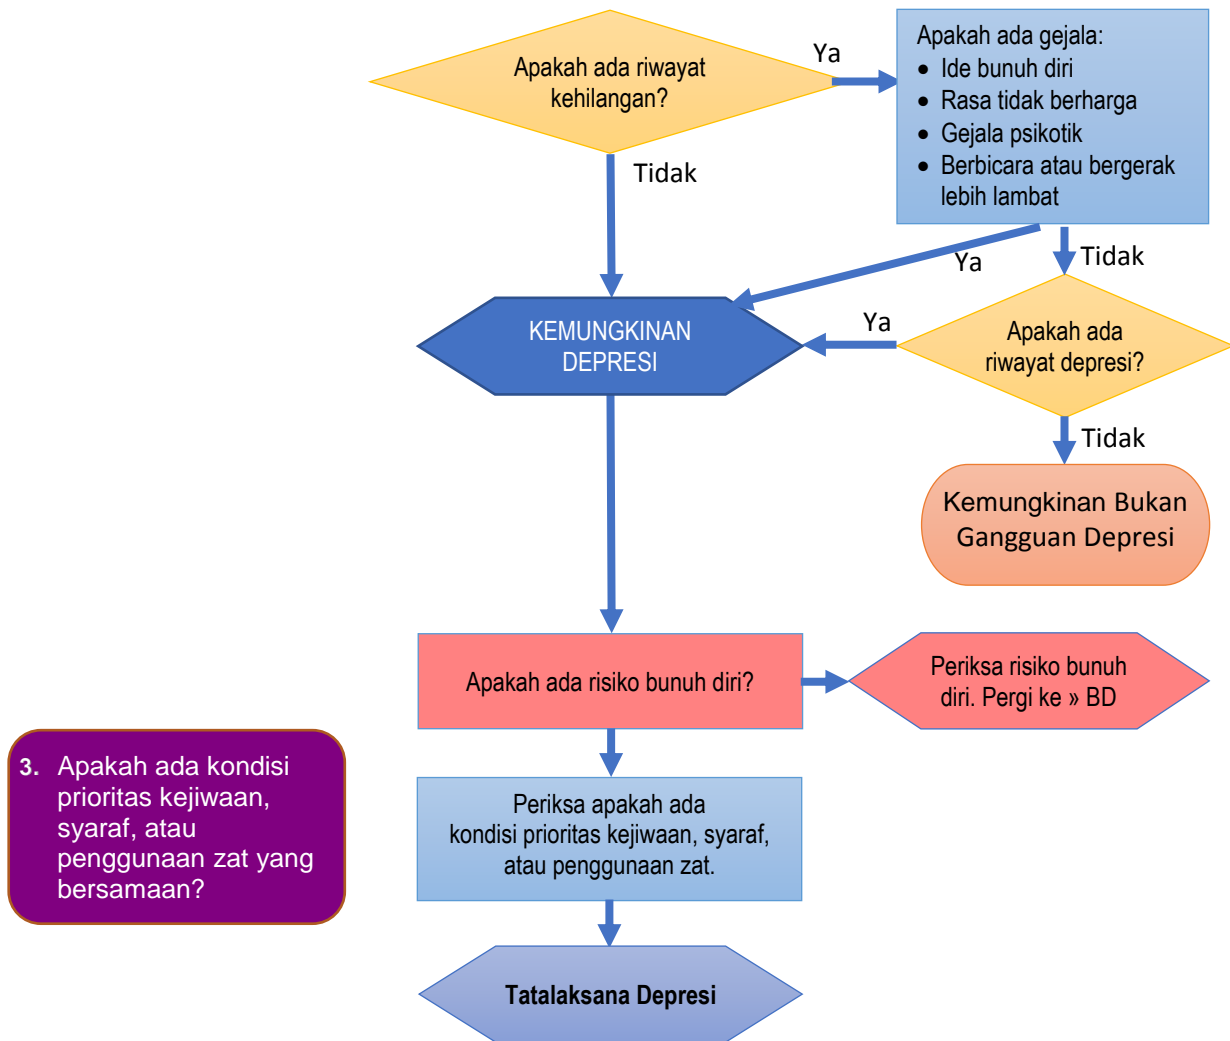 Apakah ada riwayat
kehilangan?
Ya
Apakah ada gejala:
• Ide bunuh diri
• Rasa tidak berharga
• Gejala psikotik
• Berbicara atau bergerak
lebih lambat
Tidak
Ya
Tidak
KEMUNGKINAN
DEPRESI
Ya
Apakah ada
riwayat depresi?
Tidak
Kemungkinan Bukan
Gangguan Depresi
Apakah ada risiko bunuh diri?
Periksa risiko bunuh
diri. Pergi ke » BD
3. Apakah ada kondisi
prioritas kejiwaan,
syaraf, atau
penggunaan zat yang
bersamaan?
Periksa apakah ada
kondisi prioritas kejiwaan, syaraf,
atau penggunaan zat.
Tatalaksana Depresi